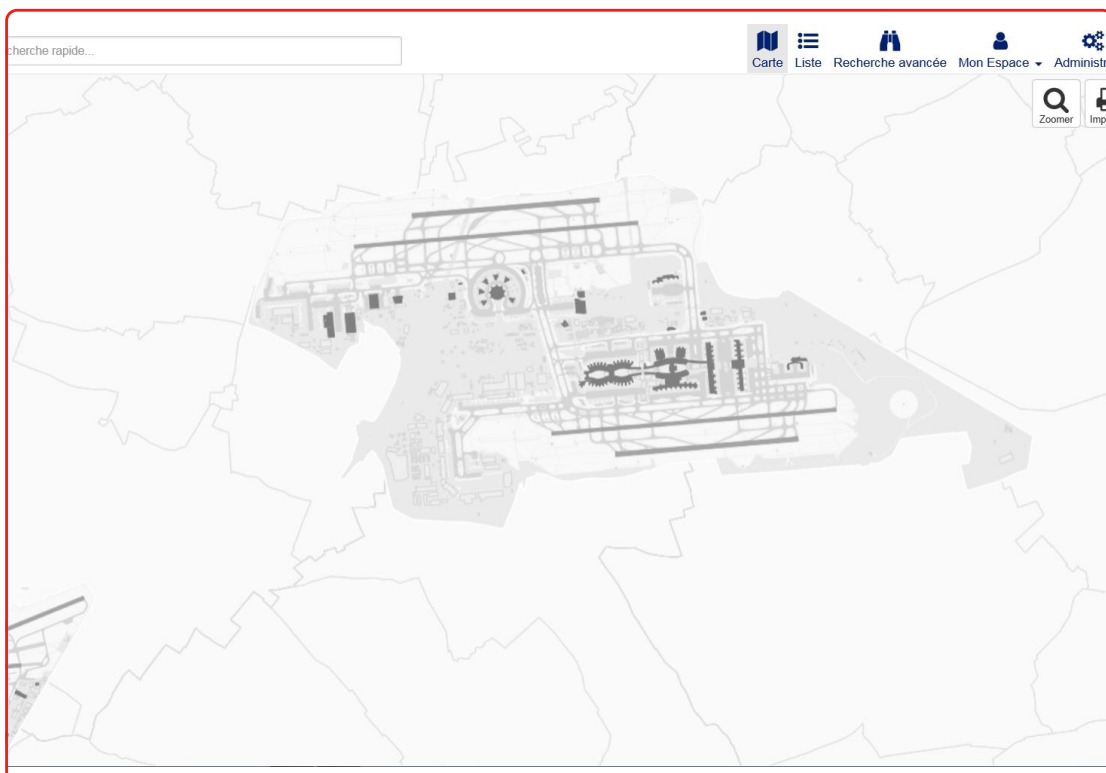 cherche rapide...
Carte Liste Recherche avancée Mon Espace Administr
Zoomer Imp